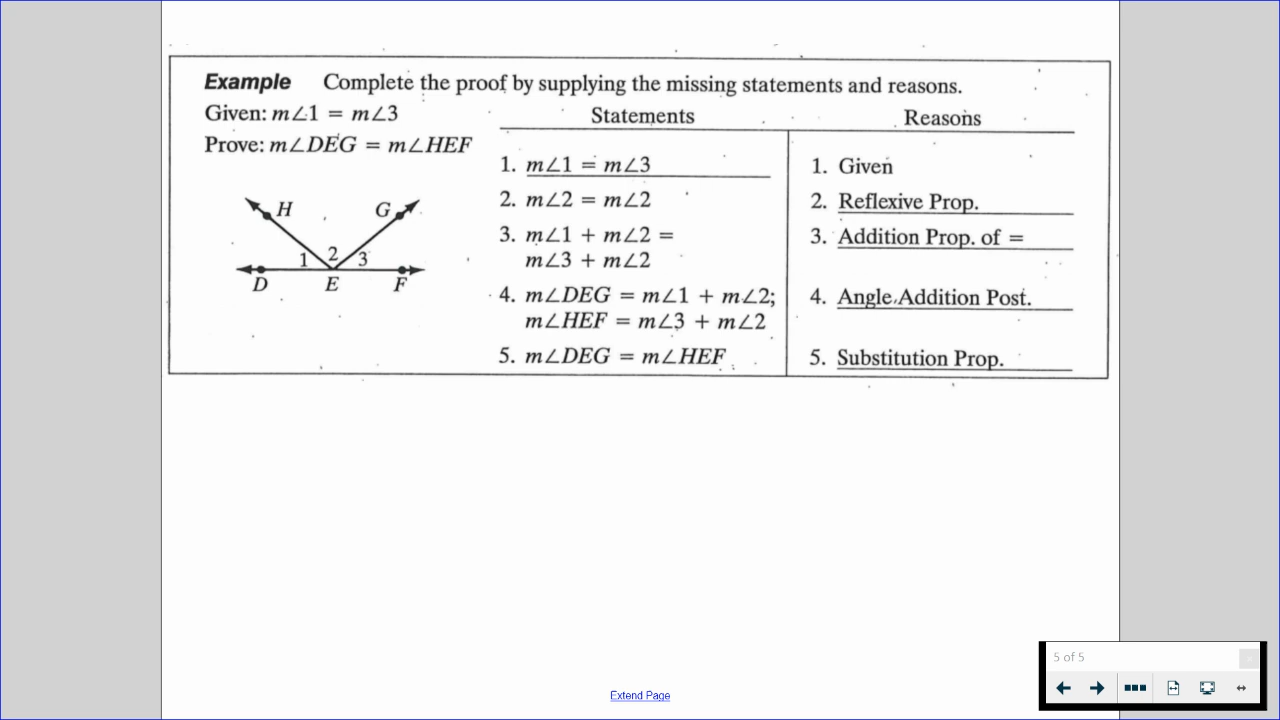 Example Complete the proof by supplying the missing statements and reasons.
Given: m∠1 = m∠3
Prove: m∠DEG = m∠HEF
Statements
Reasons
1. m∠1 = m∠3
1. Given
2. m∠2 = m∠2
2. Reflexive Prop.
3. m∠1 + m∠2 =
m∠3 + m∠2
3. Addition Prop. of =
4. m∠DEG = m∠1 + m∠2;
m∠HEF = m∠3 + m∠2
4. Angle Addition Post.
5. m∠DEG = m∠HEF
5. Substitution Prop.
H G
1 2 3
D E F
Extend Page
5 of 5